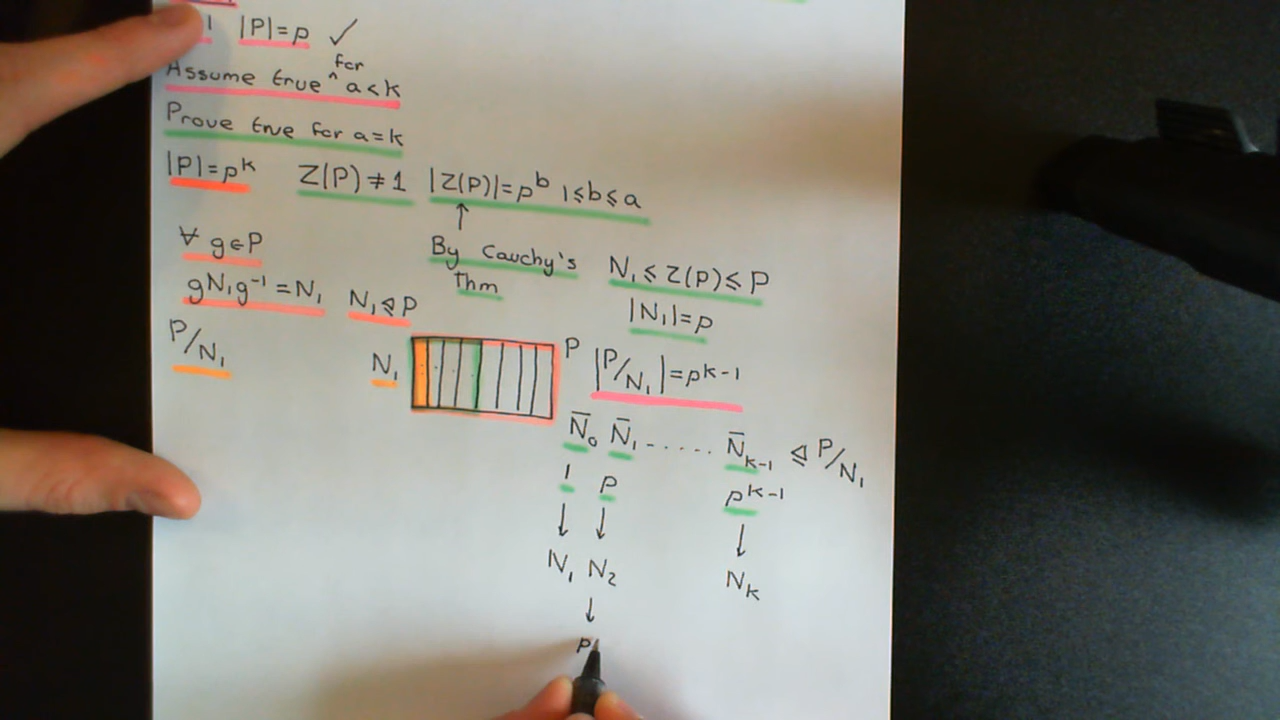 1 |P|=p ✓
for
Assume true ^ a<k
Prove true for a=k
|P|=p^k Z(P)≠1 |Z(P)|=p^b 1≤b≤a
↑
∀ g∈P By Cauchy's Thm N₁≤Z(P)≤P
gN₁g⁻¹=N₁ N₁⊴P |N₁|=p
P/N₁ N₁ P |P/N₁|=p^k-1
N̄₀ N̄₁ ------ N̄k-1 ⊴ P/N₁
1 p p^k-1
↓ ↓ ↓
N₁ N₂ Nk
↓
p